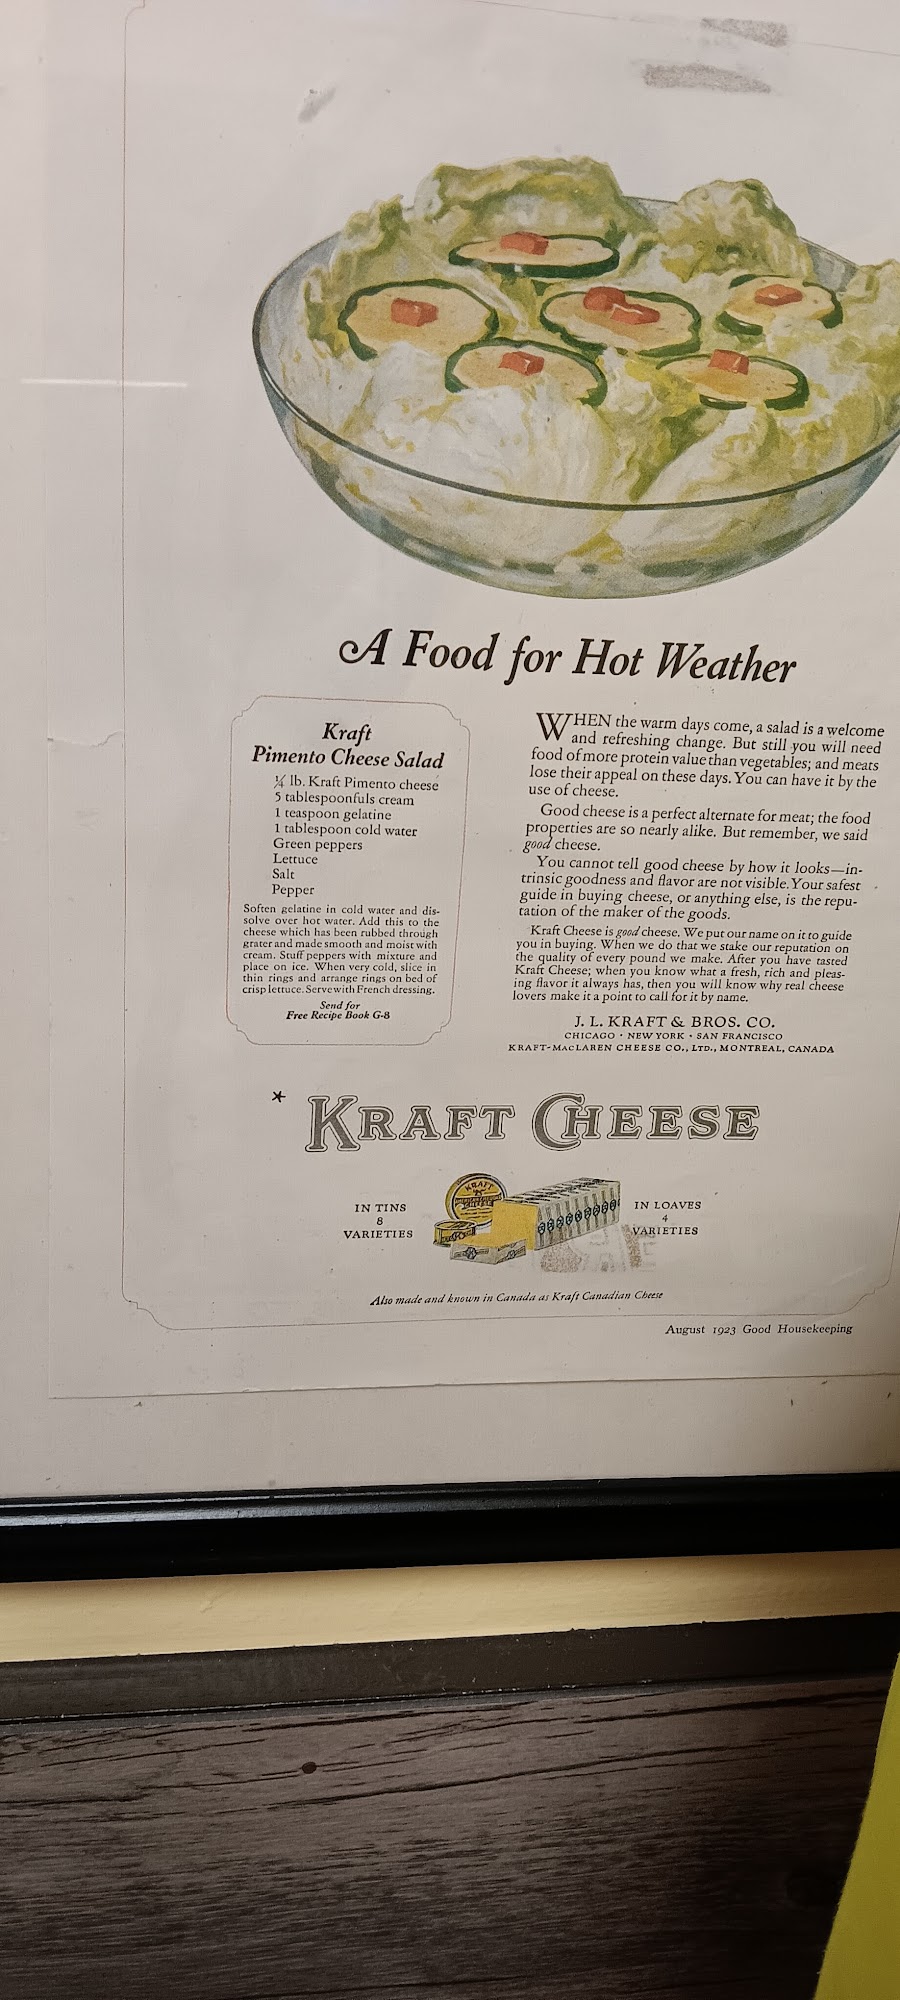 A Food for Hot Weather
Kraft
Pimento Cheese Salad
½ lb. Kraft Pimento cheese
5 tablespoonfuls cream
1 teaspoon gelatine
1 tablespoon cold water
Green peppers
Lettuce
Salt
Pepper
Soften gelatine in cold water and dis-
solve over hot water. Add this to the
cheese which has been rubbed through
grater and made smooth and moist with
cream. Stuff peppers with mixture and
place on ice. When very cold, slice in
thin rings and arrange rings on bed of
crisp lettuce. Serve with French dressing.
Send for
Free Recipe Book G-8
WHEN the warm days come, a salad is a welcome
and refreshing change. But still you will need
food of more protein value than vegetables; and meats
lose their appeal on these days. You can have it by the
use of cheese.
Good cheese is a perfect alternate for meat; the food
properties are so nearly alike. But remember, we said
good cheese.
You cannot tell good cheese by how it looks—in-
trinsic goodness and flavor are not visible. Your safest
guide in buying cheese, or anything else, is the repu-
tation of the maker of the goods.
Kraft Cheese is good cheese. We put our name on it to guide
you in buying. When we do that we stake our reputation on
the quality of every pound we make. After you have tasted
Kraft Cheese; when you know what a fresh, rich and pleas-
ing flavor it always has, then you will know why real cheese
lovers make it a point to call for it by name.
J. L. KRAFT & BROS. CO.
CHICAGO · NEW YORK · SAN FRANCISCO
KRAFT-MACLAREN CHEESE CO., LTD., MONTREAL, CANADA
* KRAFT CHEESE
IN TINS
8
VARIETIES
KRAFT
IN LOAVES
4
VARIETIES
Also made and known in Canada as Kraft Canadian Cheese
August 1923 Good Housekeeping